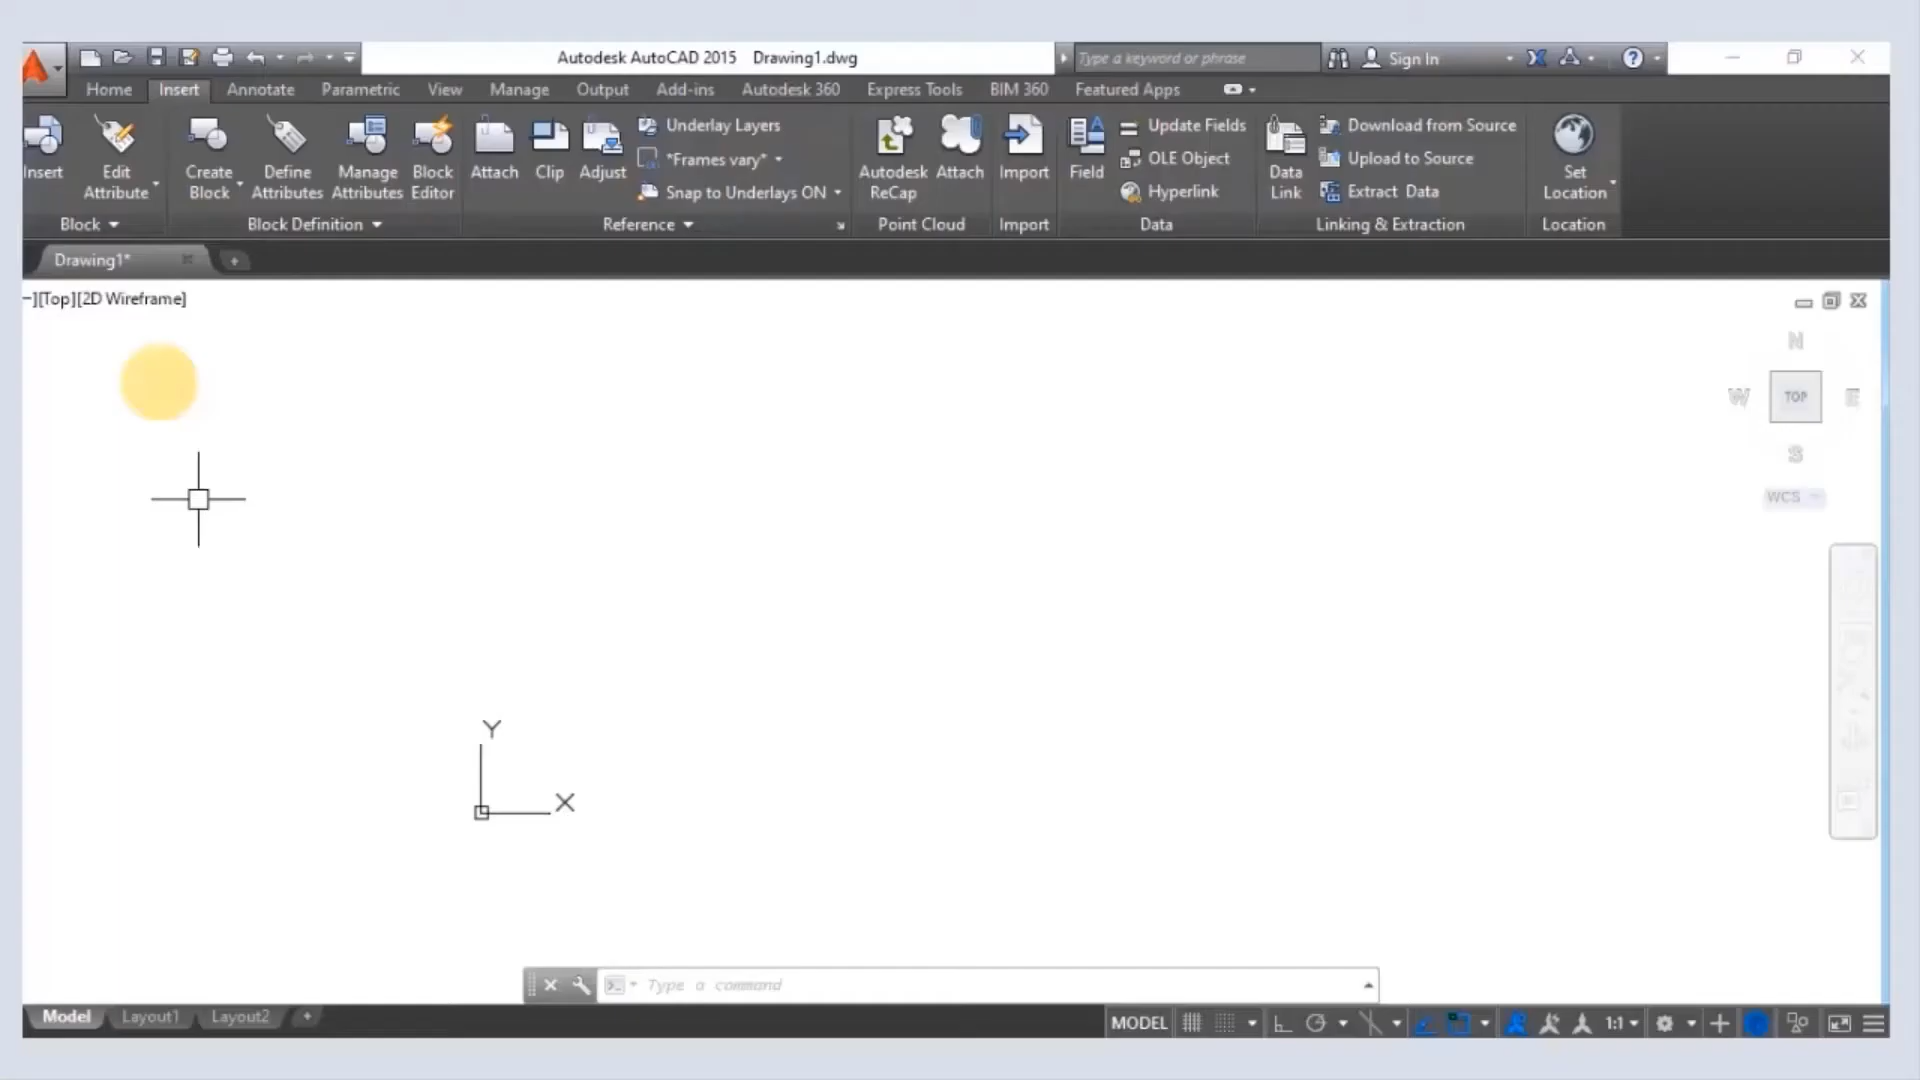 Autodesk AutoCAD 2015 Drawing1.dwg
Type a keyword or phrase
Sign In
Home Insert Annotate Parametric View Manage Output Add-ins Autodesk 360 Express Tools BIM 360 Featured Apps
Insert
Edit
Attribute
Block
Create
Block
Define
Attributes
Manage
Attributes
Block
Editor
Block Definition
Attach
Clip
Adjust
Underlay Layers
*Frames vary*
Snap to Underlays ON
Reference
Autodesk
ReCap
Attach
Point Cloud
Import
Import
Field
Update Fields
OLE Object
Hyperlink
Data
Data
Link
Download from Source
Upload to Source
Extract Data
Linking & Extraction
Set
Location
Location
Drawing1*
–][Top][2D Wireframe]
N
W TOP E
S
WCS
Y
X
Type a command
Model Layout1 Layout2
MODEL 1:1